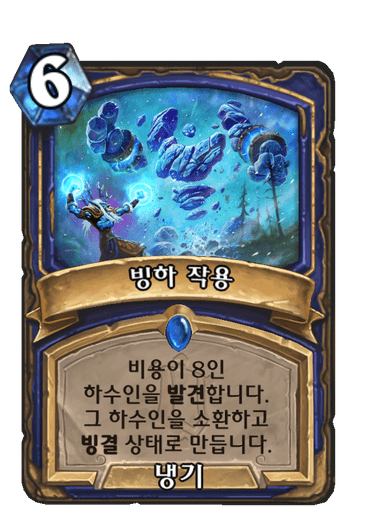 6
빙하 작용
비용이 8인
하수인을 발견합니다.
그 하수인을 소환하고
빙결 상태로 만듭니다.
냉기